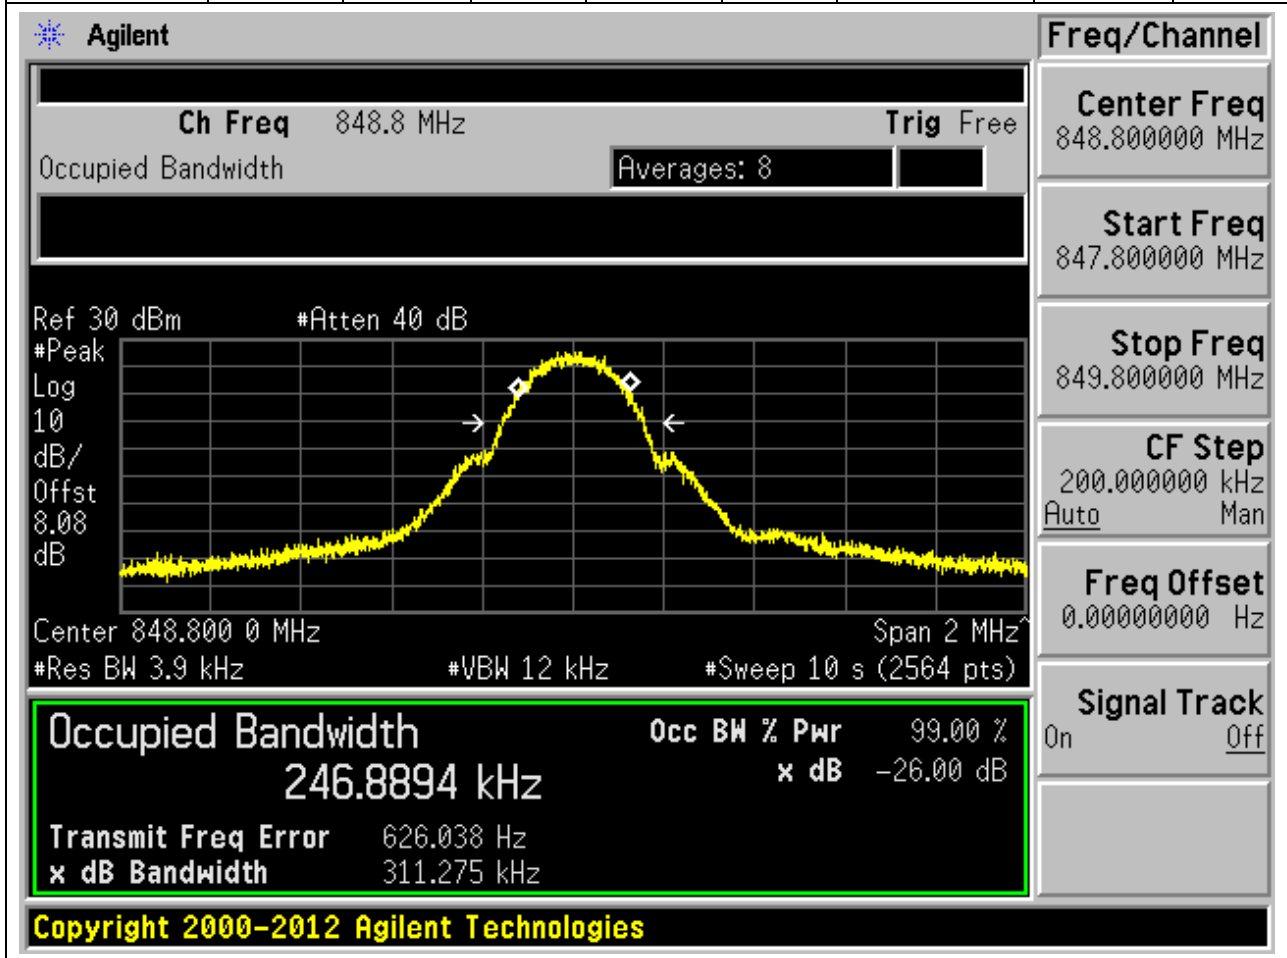 Agilent
Ch Freq 848.8 MHz Trig Free
Occupied Bandwidth Averages: 8
Ref 30 dBm #Atten 40 dB
#Peak
Log
10
dB/
Offst
8.08
dB
Center 848.800 0 MHz Span 2 MHz^
#Res BW 3.9 kHz #VBW 12 kHz #Sweep 10 s (2564 pts)
Occupied Bandwidth
246.8894 kHz
Occ BW % Pwr 99.00 %
x dB -26.00 dB
Transmit Freq Error 626.038 Hz
x dB Bandwidth 311.275 kHz
Copyright 2000-2012 Agilent Technologies
Freq/Channel
Center Freq
848.800000 MHz
Start Freq
847.800000 MHz
Stop Freq
849.800000 MHz
CF Step
200.000000 kHz
Auto Man
Freq Offset
0.00000000 Hz
Signal Track
On Off